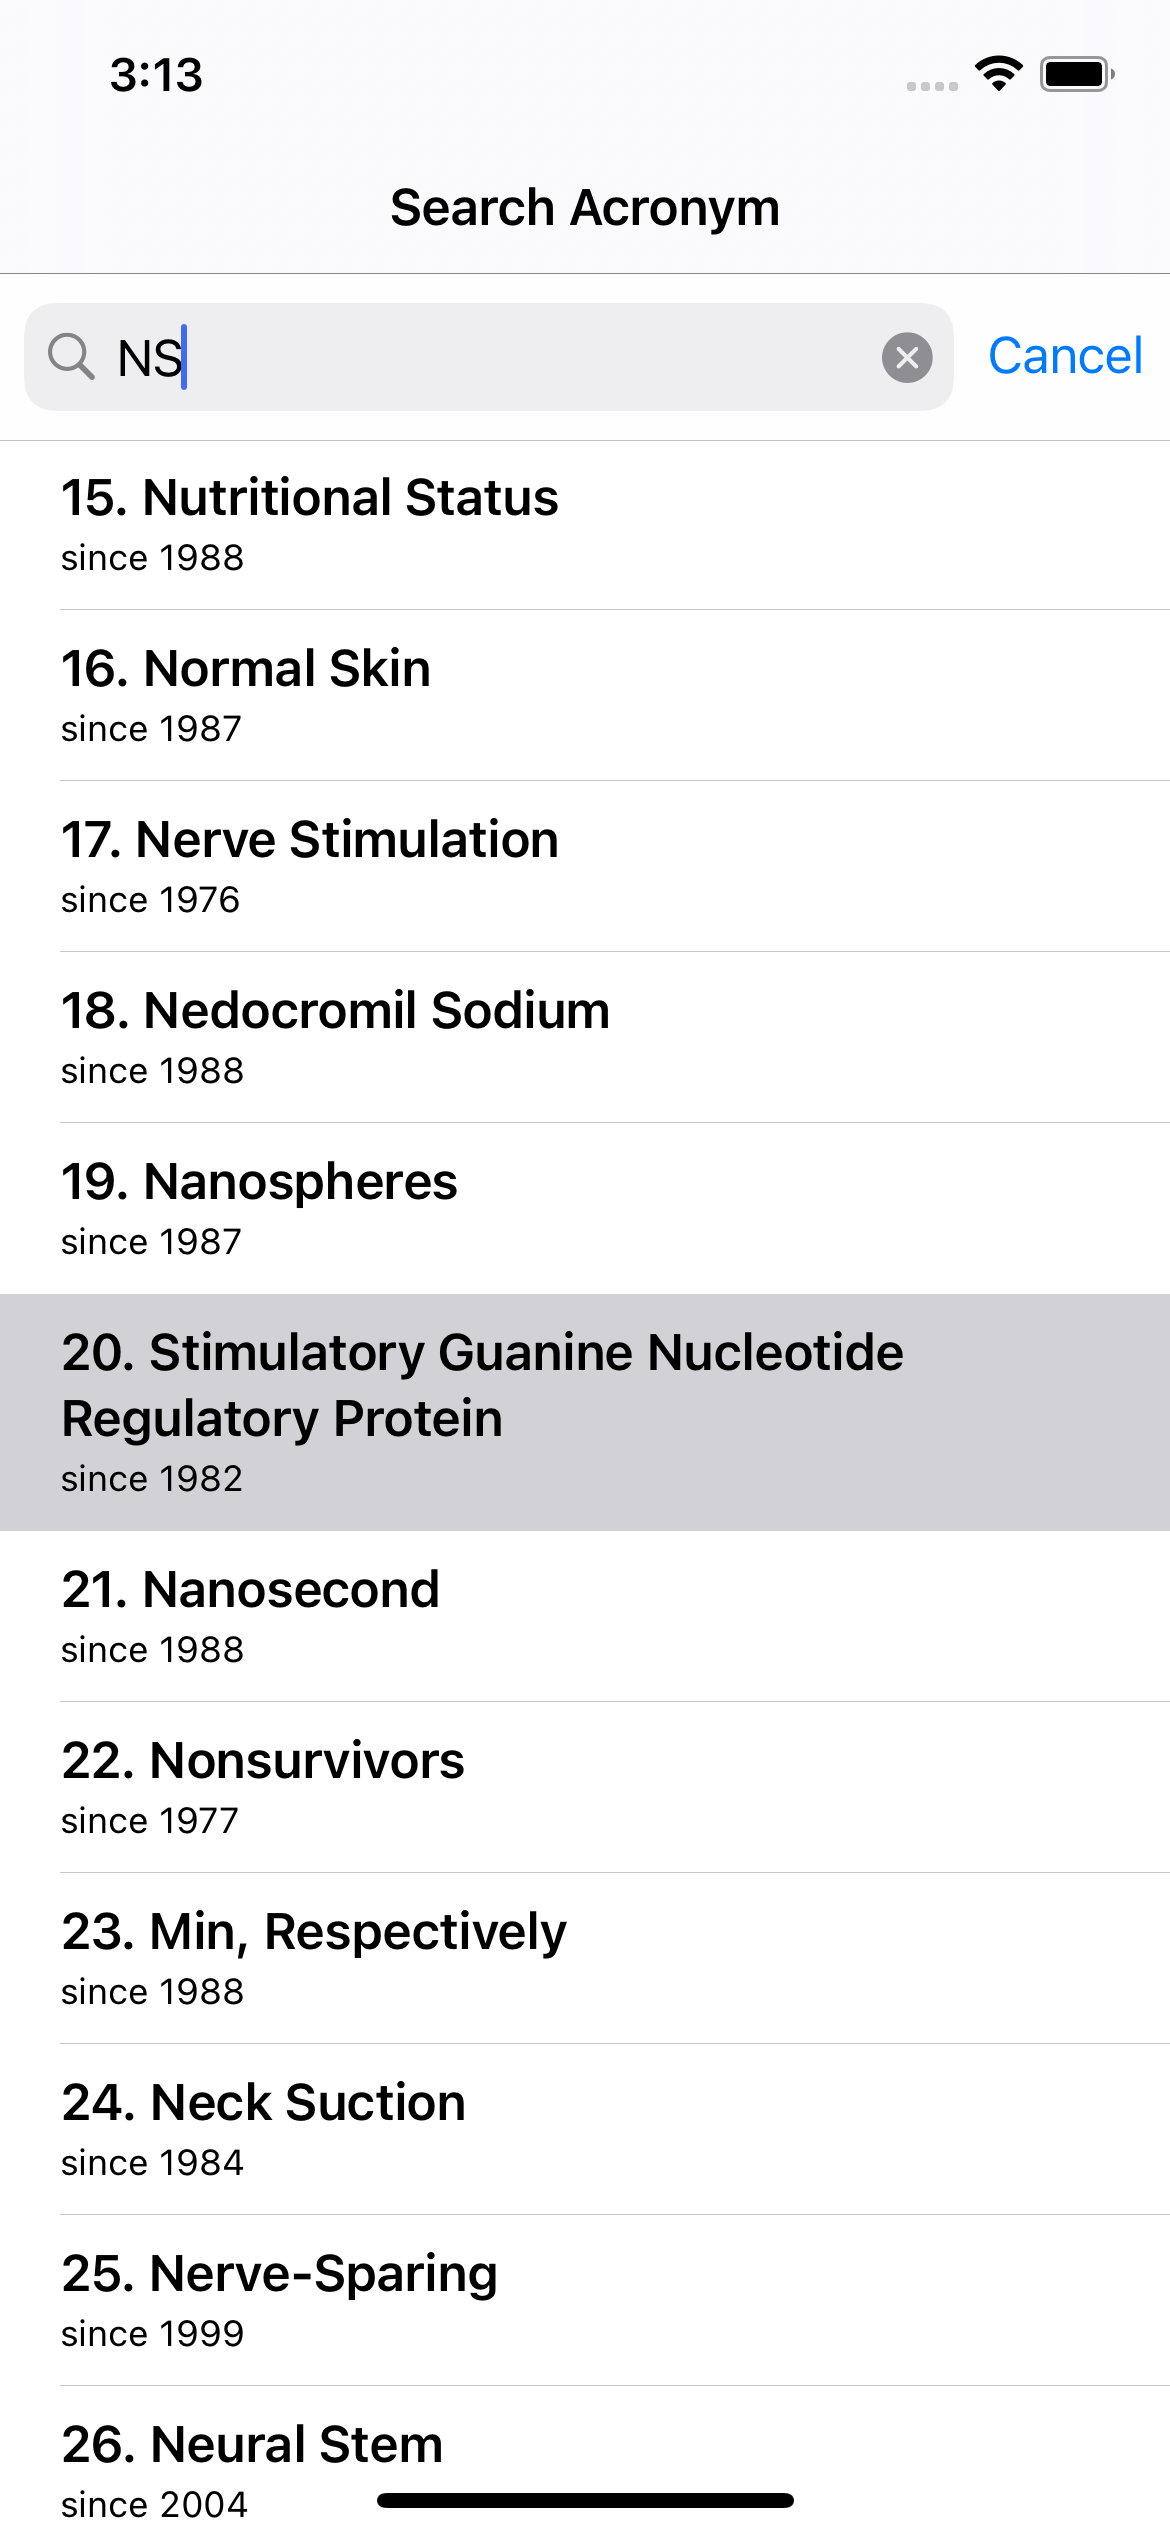 3:13
Search Acronym
NS
Cancel
15. Nutritional Status
since 1988
16. Normal Skin
since 1987
17. Nerve Stimulation
since 1976
18. Nedocromil Sodium
since 1988
19. Nanospheres
since 1987
20. Stimulatory Guanine Nucleotide
Regulatory Protein
since 1982
21. Nanosecond
since 1988
22. Nonsurvivors
since 1977
23. Min, Respectively
since 1988
24. Neck Suction
since 1984
25. Nerve-Sparing
since 1999
26. Neural Stem
since 2004